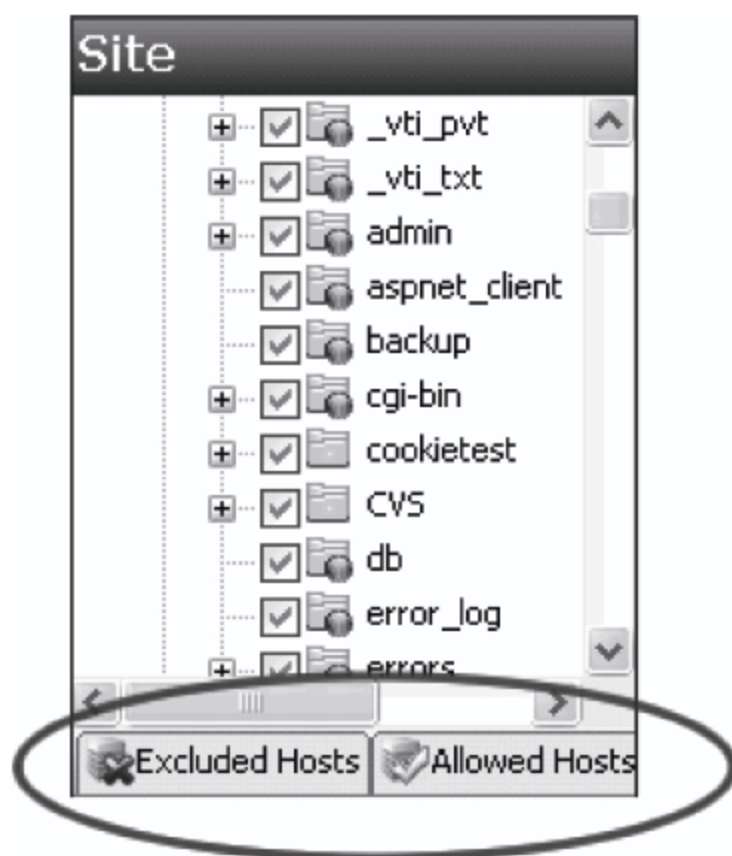 Site
_vti_pvt
_vti_txt
admin
aspnet_client
backup
cgi-bin
cookietest
CVS
db
error_log
errors
Excluded Hosts Allowed Hosts